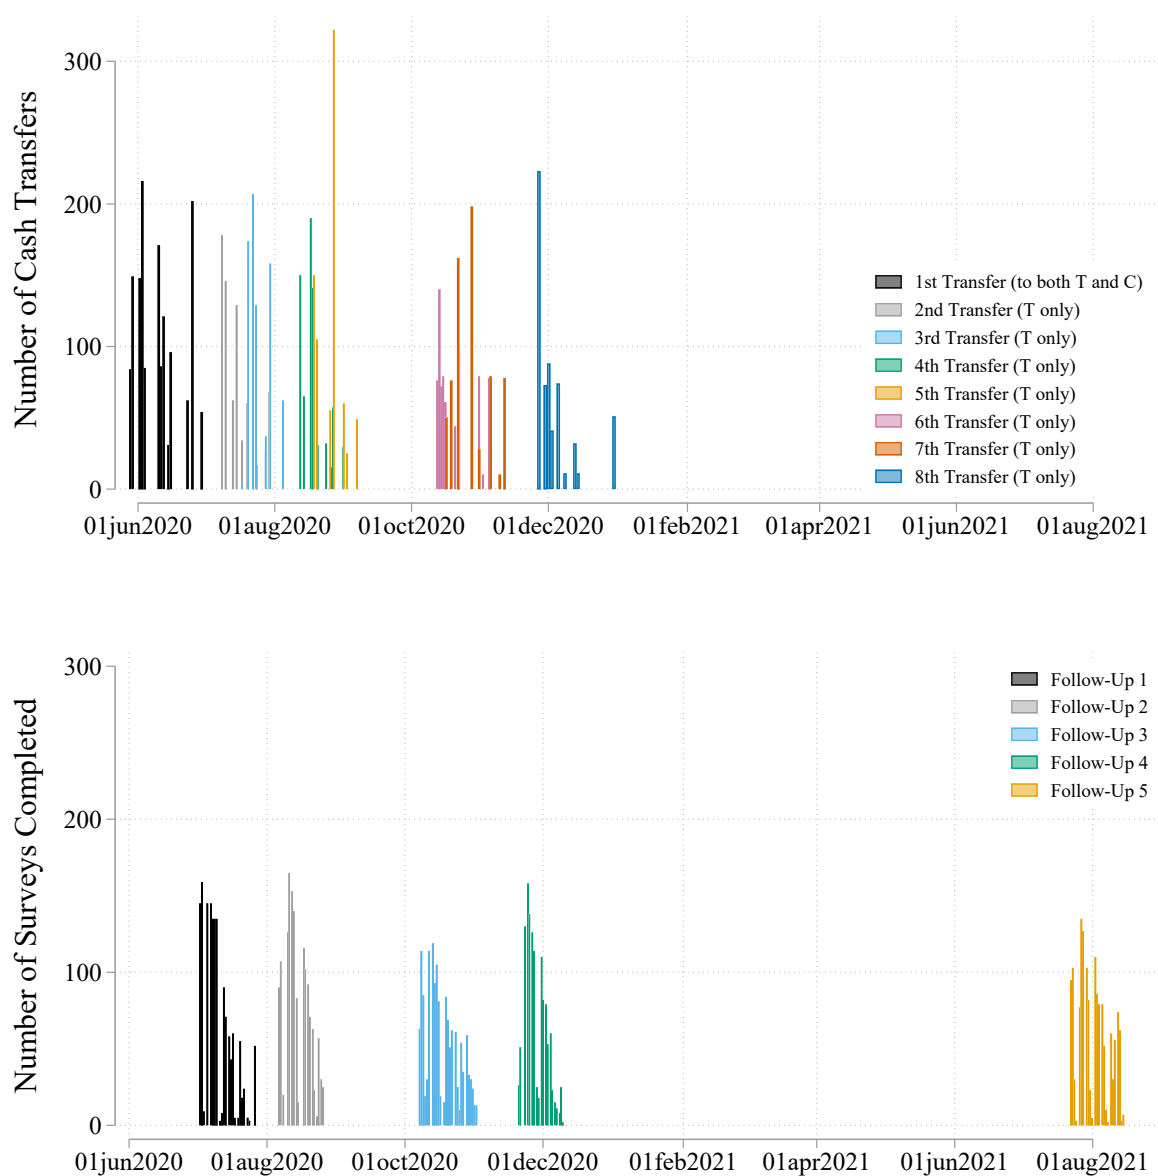 Number of Cash Transfers
300
200
100
0
1st Transfer (to both T and C)
2nd Transfer (T only)
3rd Transfer (T only)
4th Transfer (T only)
5th Transfer (T only)
6th Transfer (T only)
7th Transfer (T only)
8th Transfer (T only)
01jun2020 01aug2020 01oct2020 01dec2020 01feb2021 01apr2021 01jun2021 01aug2021
Number of Surveys Completed
300
200
100
0
Follow-Up 1
Follow-Up 2
Follow-Up 3
Follow-Up 4
Follow-Up 5
01jun2020 01aug2020 01oct2020 01dec2020 01feb2021 01apr2021 01jun2021 01aug2021